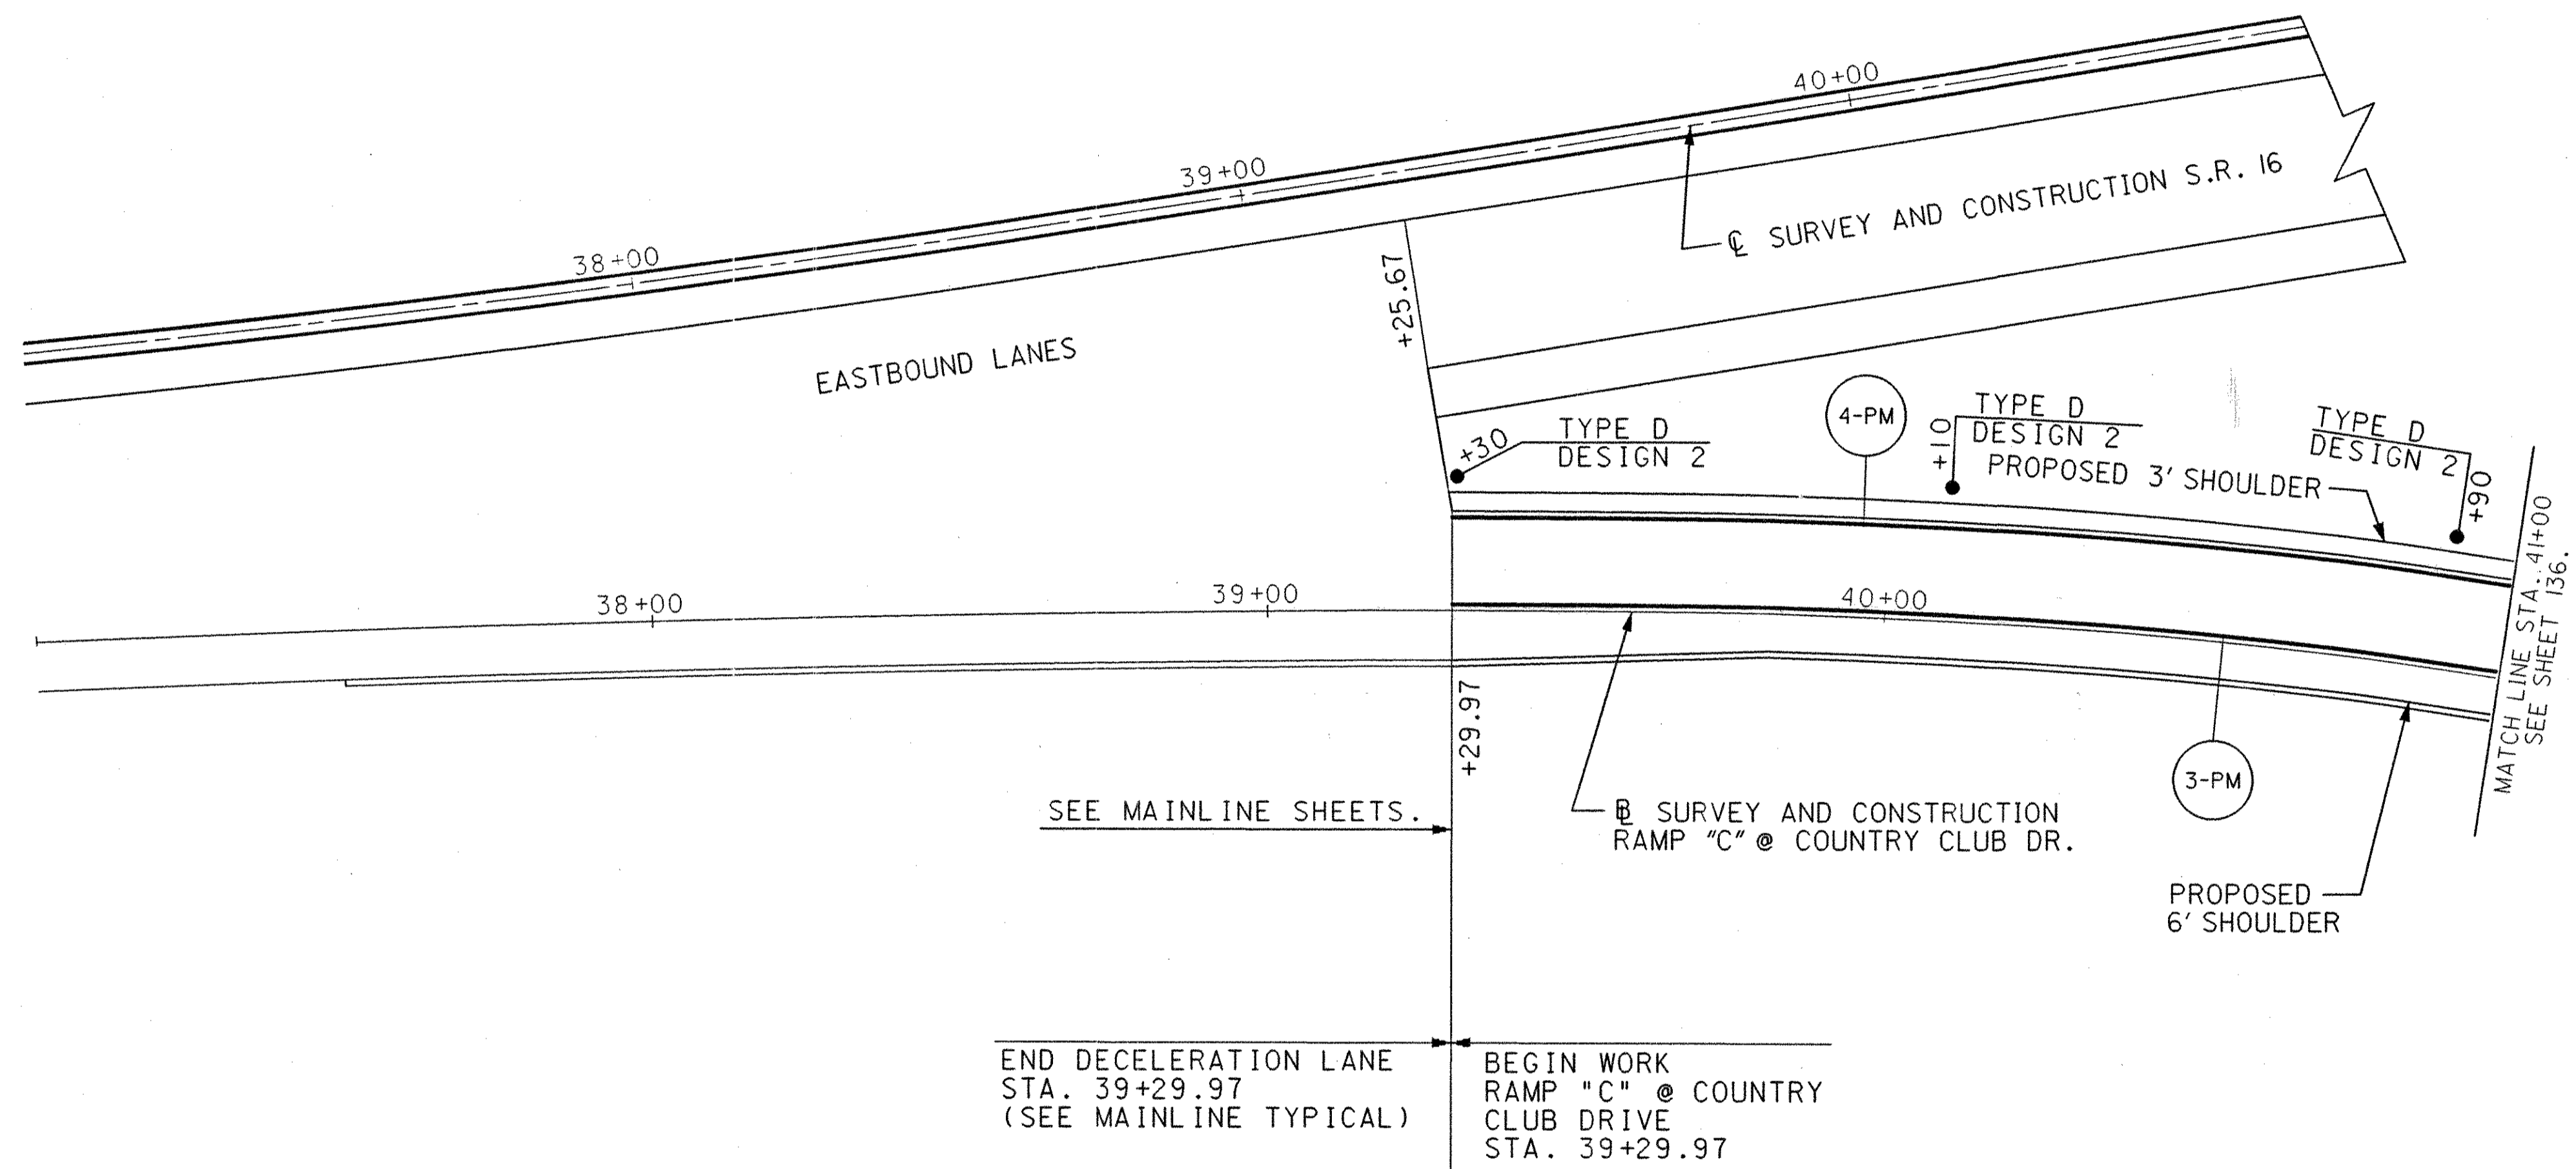 40+00
39+00
38+00
℄ SURVEY AND CONSTRUCTION S.R. 16
+25.67
EASTBOUND LANES
4-PM
+30
TYPE D
DESIGN 2
+10
TYPE D
DESIGN 2
TYPE D
DESIGN 2
+90
PROPOSED 3' SHOULDER
38+00
39+00
40+00
MATCH LINE STA. 41+00
SEE SHEET 136.
+29.97
3-PM
SEE MAINLINE SHEETS.
BL SURVEY AND CONSTRUCTION
RAMP "C" @ COUNTRY CLUB DR.
PROPOSED
6' SHOULDER
END DECELERATION LANE
STA. 39+29.97
(SEE MAINLINE TYPICAL)
BEGIN WORK
RAMP "C" @ COUNTRY
CLUB DRIVE
STA. 39+29.97